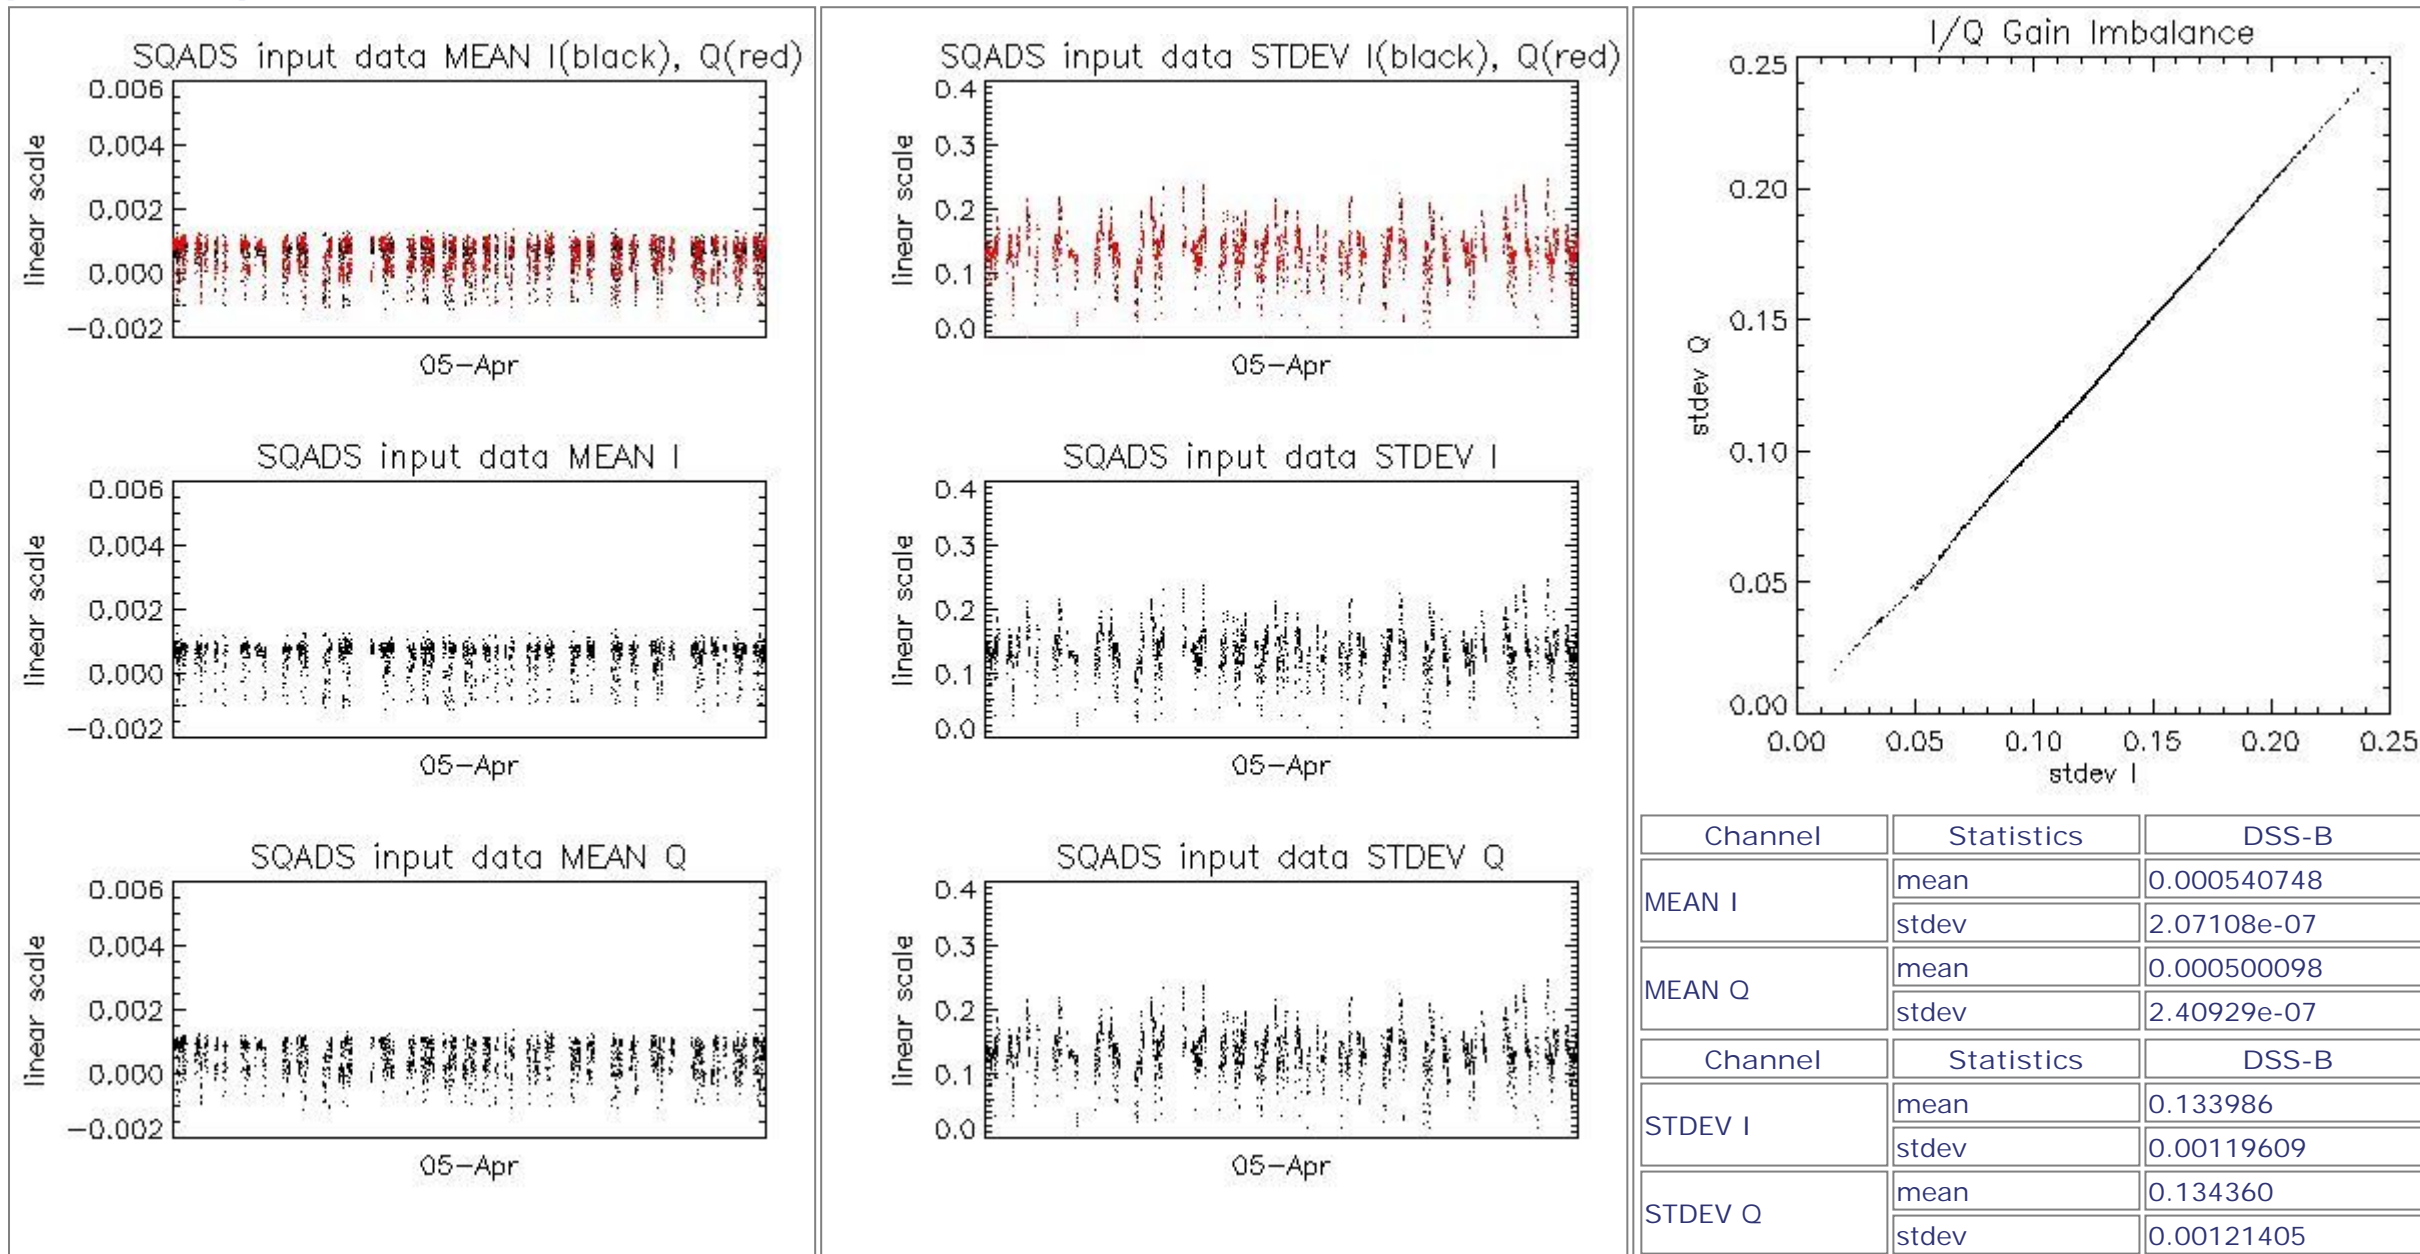 SQADS input data MEAN I(black), Q(red)
0.006
0.004
0.002
0.000
−0.002
linear scale
05−Apr
SQADS input data MEAN I
0.006
0.004
0.002
0.000
−0.002
linear scale
05−Apr
SQADS input data MEAN Q
0.006
0.004
0.002
0.000
−0.002
linear scale
05−Apr
SQADS input data STDEV I(black), Q(red)
0.4
0.3
0.2
0.1
0.0
linear scale
05−Apr
SQADS input data STDEV I
0.4
0.3
0.2
0.1
0.0
linear scale
05−Apr
SQADS input data STDEV Q
0.4
0.3
0.2
0.1
0.0
linear scale
05−Apr
I/Q Gain Imbalance
0.25
0.20
0.15
0.10
0.05
0.00
stdev Q
0.00 0.05 0.10 0.15 0.20 0.25
stdev I
Channel Statistics DSS-B
MEAN I mean 0.000540748
stdev 2.07108e-07
MEAN Q mean 0.000500098
stdev 2.40929e-07
Channel Statistics DSS-B
STDEV I mean 0.133986
stdev 0.00119609
STDEV Q mean 0.134360
stdev 0.00121405